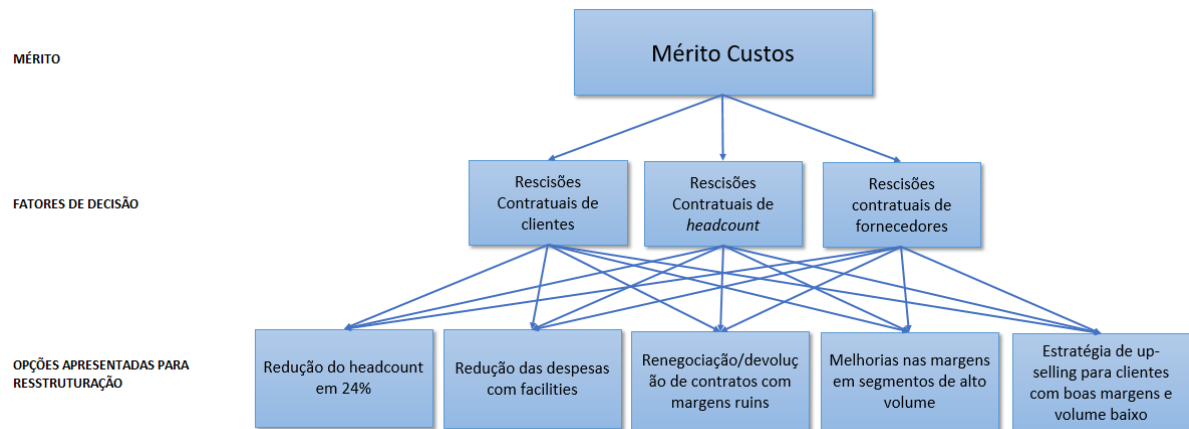 MÉRITO
Mérito Custos
FATORES DE DECISÃO
Rescisões
Contratuais de
clientes
Rescisões
Contratuais de
headcount
Rescisões
contratuais de
fornecedores
OPÇÕES APRESENTADAS PARA
RESSTRUTURAÇÃO
Redução do headcount
em 24%
Redução das despesas
com facilities
Renegociação/devoluç
ão de contratos com
margens ruins
Melhorias nas margens
em segmentos de alto
volume
Estratégia de up-
selling para clientes
com boas margens e
volume baixo